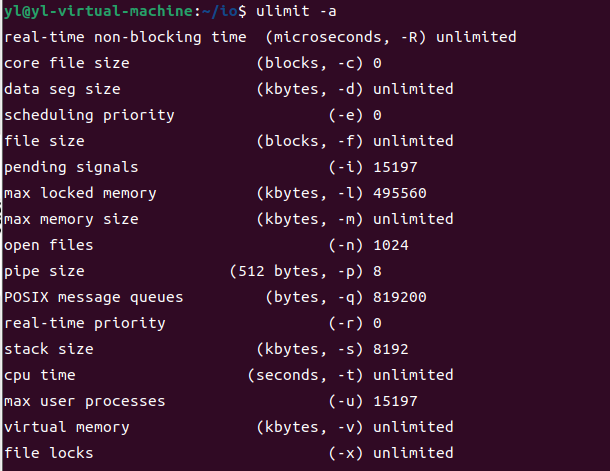 yl@yl-virtual-machine:~/io$ ulimit -a
real-time non-blocking time  (microseconds, -R) unlimited
core file size              (blocks, -c) 0
data seg size               (kbytes, -d) unlimited
scheduling priority                 (-e) 0
file size                   (blocks, -f) unlimited
pending signals                     (-i) 15197
max locked memory           (kbytes, -l) 495560
max memory size             (kbytes, -m) unlimited
open files                          (-n) 1024
pipe size                (512 bytes, -p) 8
POSIX message queues         (bytes, -q) 819200
real-time priority                  (-r) 0
stack size                  (kbytes, -s) 8192
cpu time                   (seconds, -t) unlimited
max user processes                  (-u) 15197
virtual memory              (kbytes, -v) unlimited
file locks                          (-x) unlimited